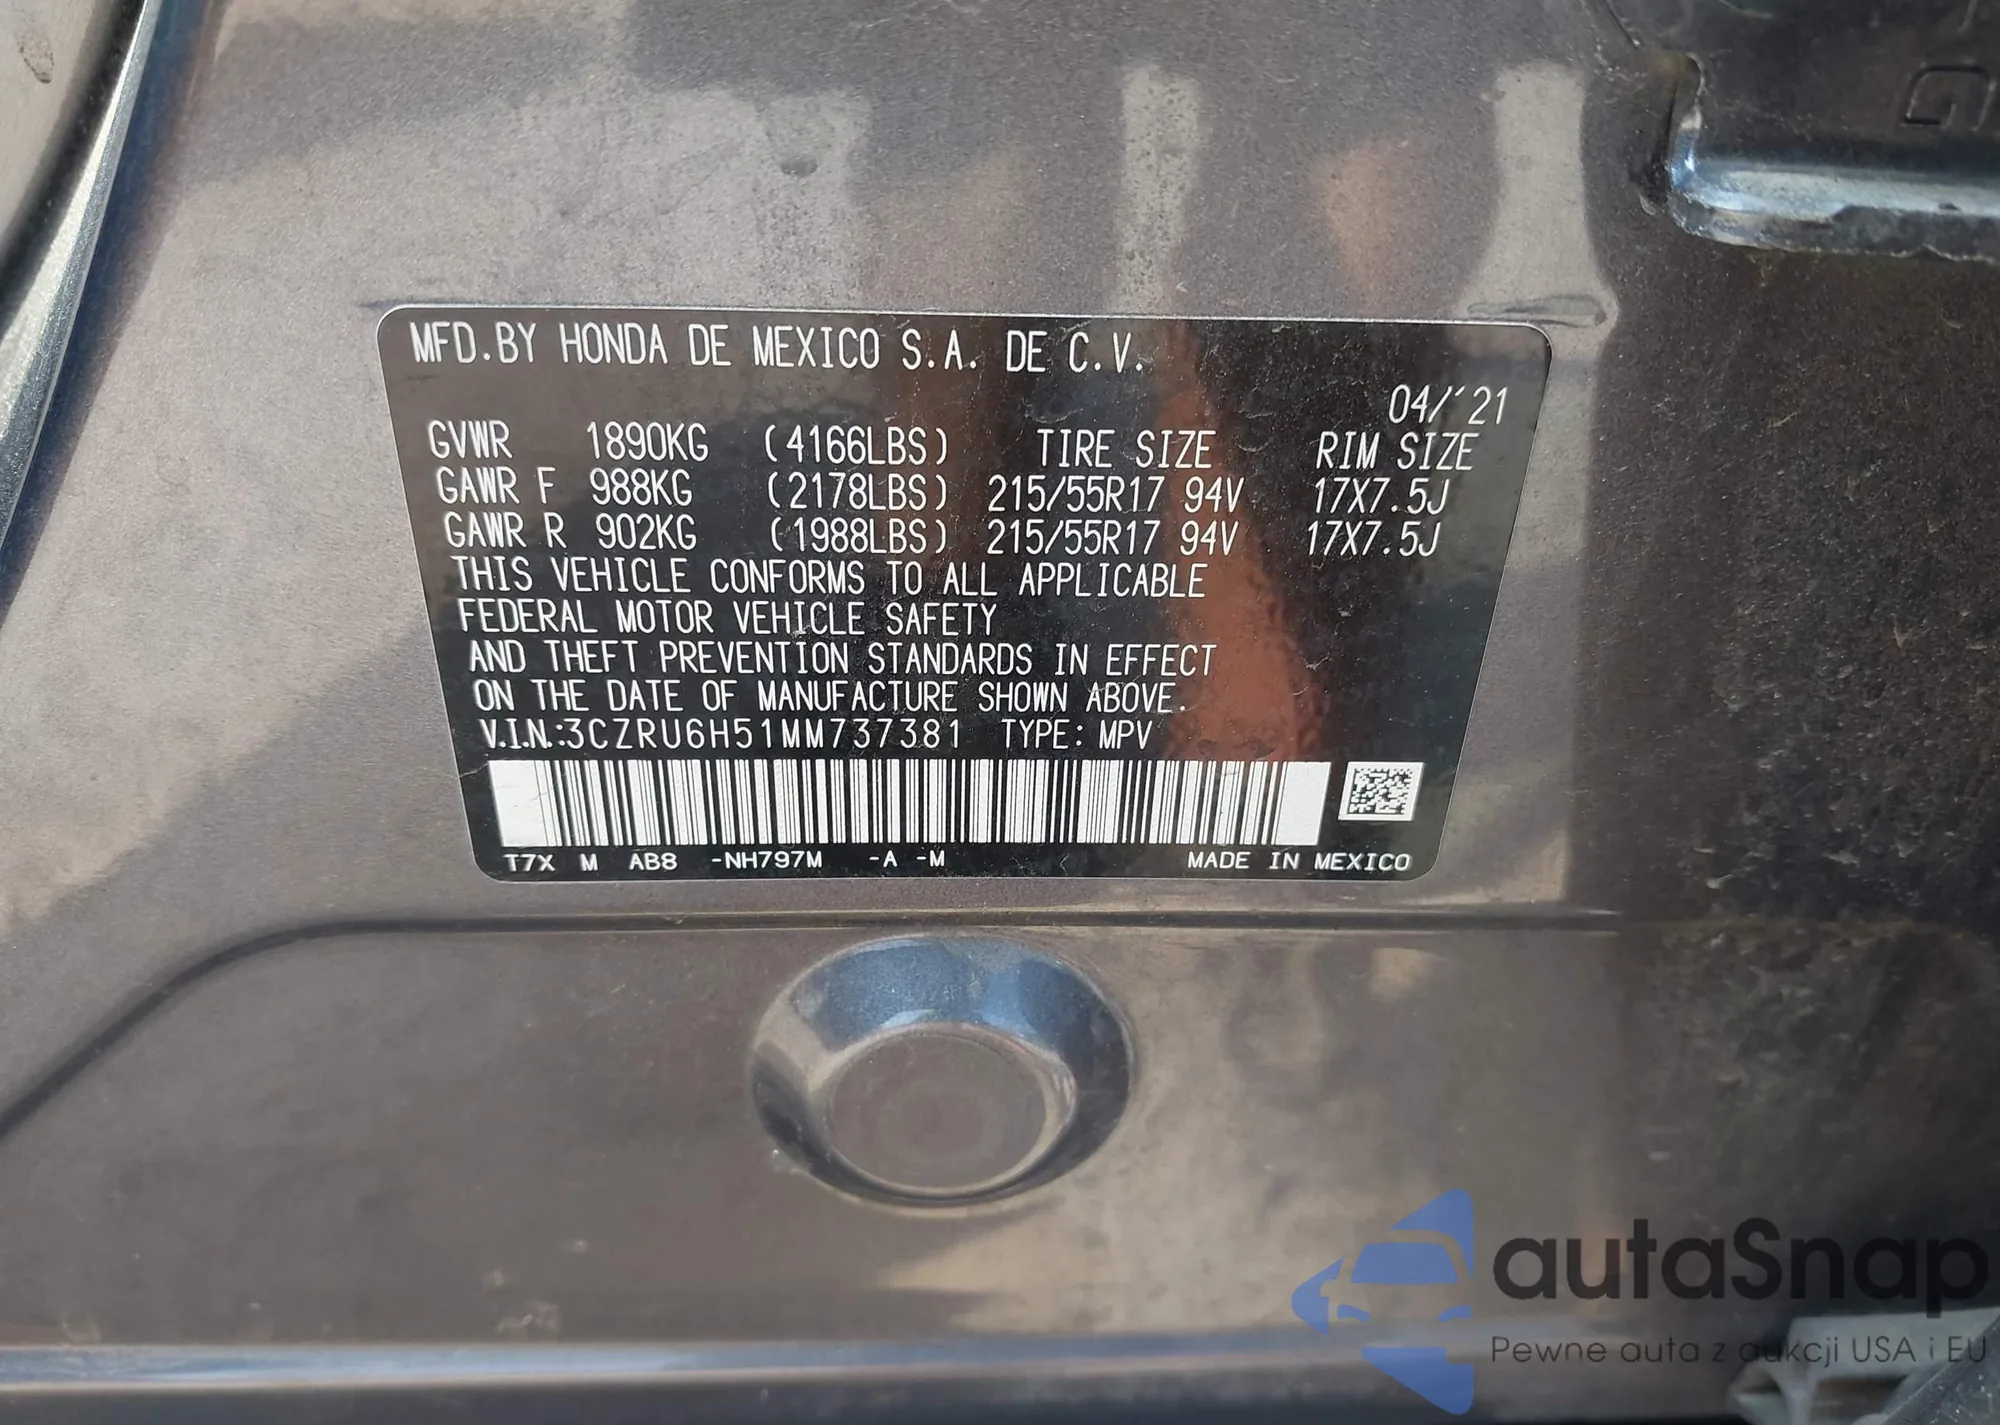 MFD.BY HONDA DE MEXICO S.A. DE C.V.
04/'21
GVWR 1890KG (4166LBS) TIRE SIZE RIM SIZE
GAWR F 988KG (2178LBS) 215/55R17 94V 17X7.5J
GAWR R 902KG (1988LBS) 215/55R17 94V 17X7.5J
THIS VEHICLE CONFORMS TO ALL APPLICABLE
FEDERAL MOTOR VEHICLE SAFETY
AND THEFT PREVENTION STANDARDS IN EFFECT
ON THE DATE OF MANUFACTURE SHOWN ABOVE.
V.I.N.:3CZRU6H51MM737381 TYPE: MPV
T7X M AB8 -NH797M -A -M MADE IN MEXICO
autaSnap
Pewne auta z aukcji USA i EU